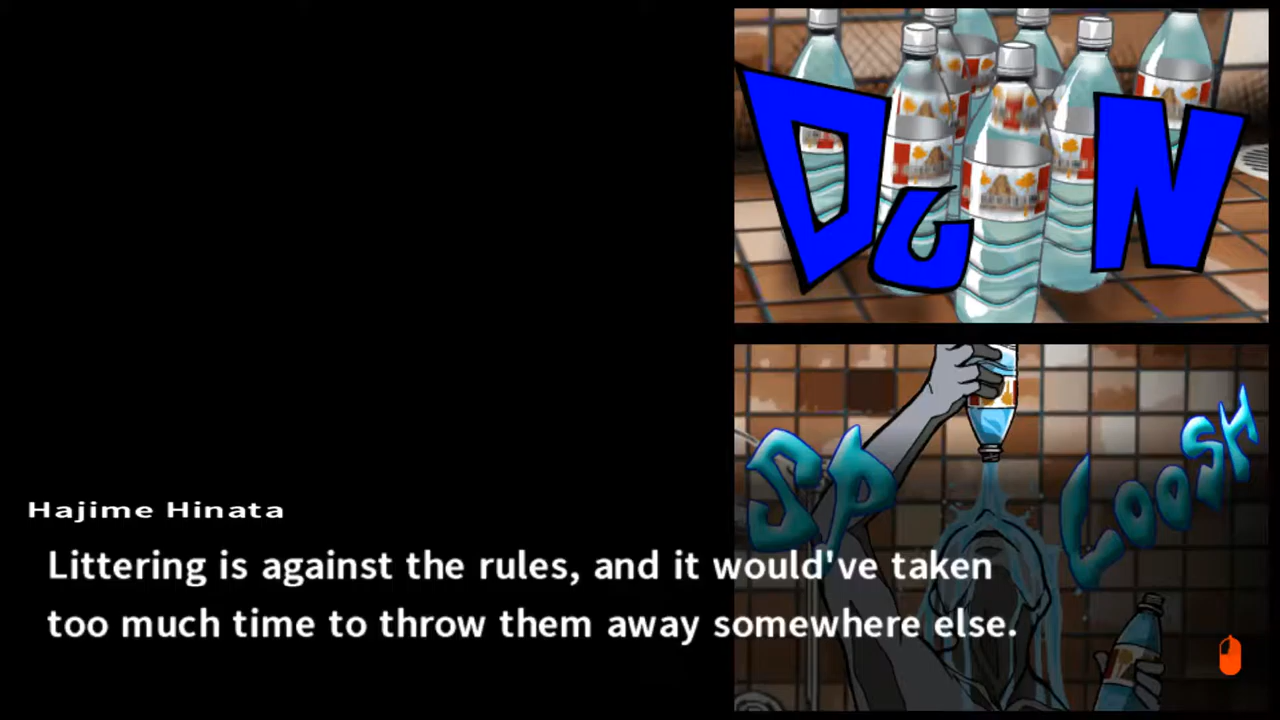 DUN
SPLOOSH
Hajime Hinata
Littering is against the rules, and it would've taken
too much time to throw them away somewhere else.